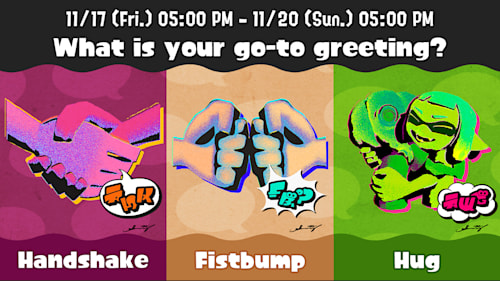 11/17 (Fri.) 05:00 PM – 11/20 (Sun.) 05:00 PM
What is your go-to greeting?
Handshake
Fistbump
Hug